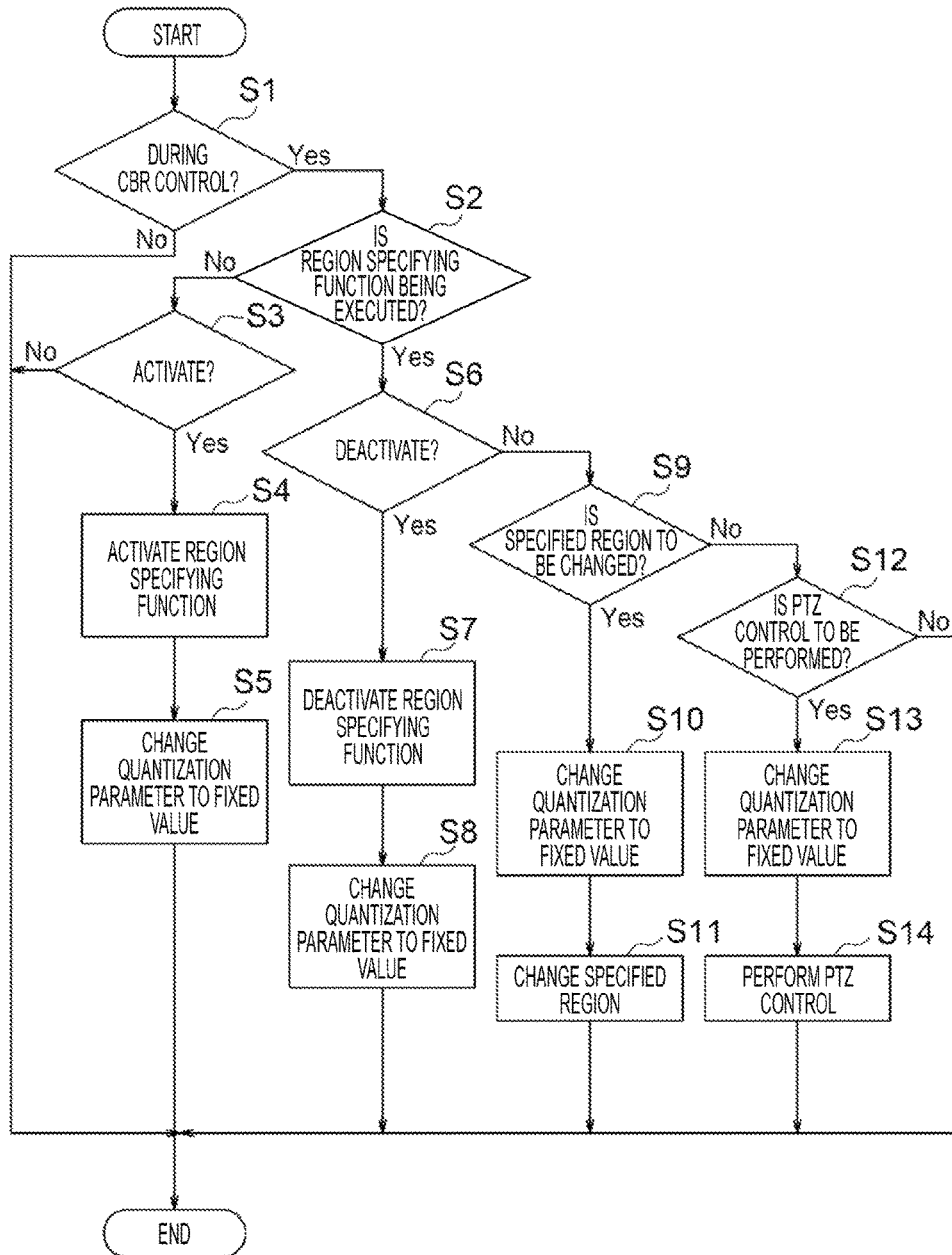 START
S1
DURING
CBR CONTROL?
Yes
No
S2
IS
REGION SPECIFYING
FUNCTION BEING
EXECUTED?
No
Yes
S3
ACTIVATE?
No
Yes
S6
DEACTIVATE?
No
Yes
S9
IS
SPECIFIED REGION TO
BE CHANGED?
No
Yes
S12
IS PTZ
CONTROL TO BE
PERFORMED?
No
Yes
S4
ACTIVATE REGION
SPECIFYING
FUNCTION
S5
CHANGE
QUANTIZATION
PARAMETER TO FIXED
VALUE
S7
DEACTIVATE REGION
SPECIFYING
FUNCTION
S8
CHANGE
QUANTIZATION
PARAMETER TO FIXED
VALUE
S10
CHANGE
QUANTIZATION
PARAMETER TO
FIXED VALUE
S11
CHANGE SPECIFIED
REGION
S13
CHANGE
QUANTIZATION
PARAMETER TO
FIXED VALUE
S14
PERFORM PTZ
CONTROL
END